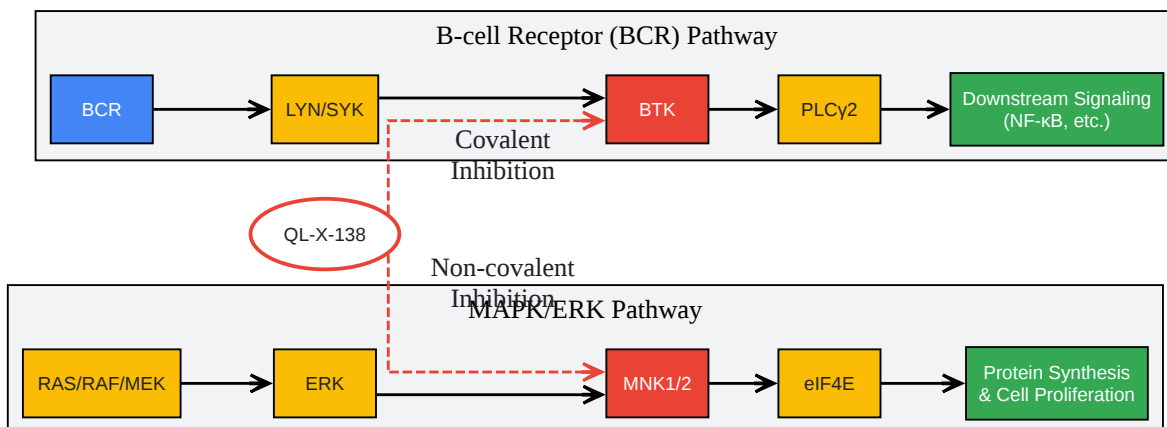 B-cell Receptor (BCR) Pathway
BCR
LYN/SYK
BTK
PLCγ2
Downstream Signaling
(NF-κB, etc.)
Covalent
Inhibition
QL-X-138
Non-covalent
Inhibition
MAPK/ERK Pathway
RAS/RAF/MEK
ERK
MNK1/2
eIF4E
Protein Synthesis
& Cell Proliferation